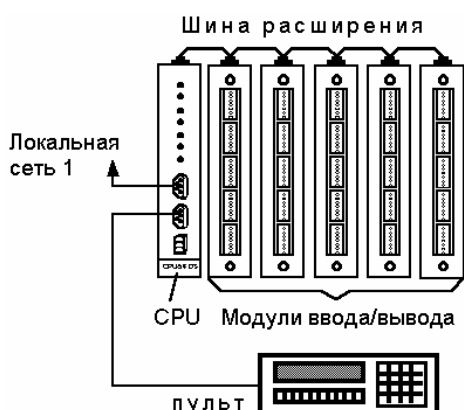 Шина расширения
Локальная
сеть 1
CPU
Модули ввода/вывода
пульт